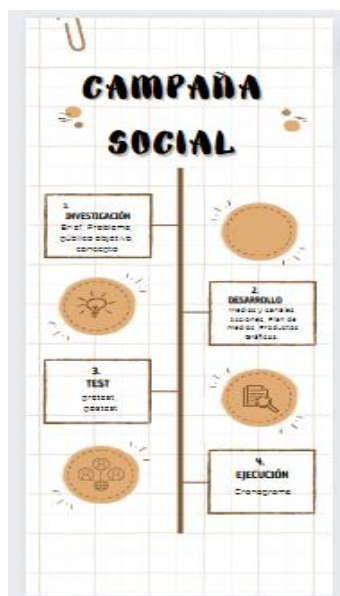 CAMPAÑA
SOCIAL
1.
INVESTIGACIÓN
Brief. Problema,
público objetivo,
concepto
2.
DESARROLLO
medios y canales,
acciones, Plan de
medios, Productos
Gráficos.
3.
TEST
pretest,
postest
4.
EJECUCIÓN
Cronograma